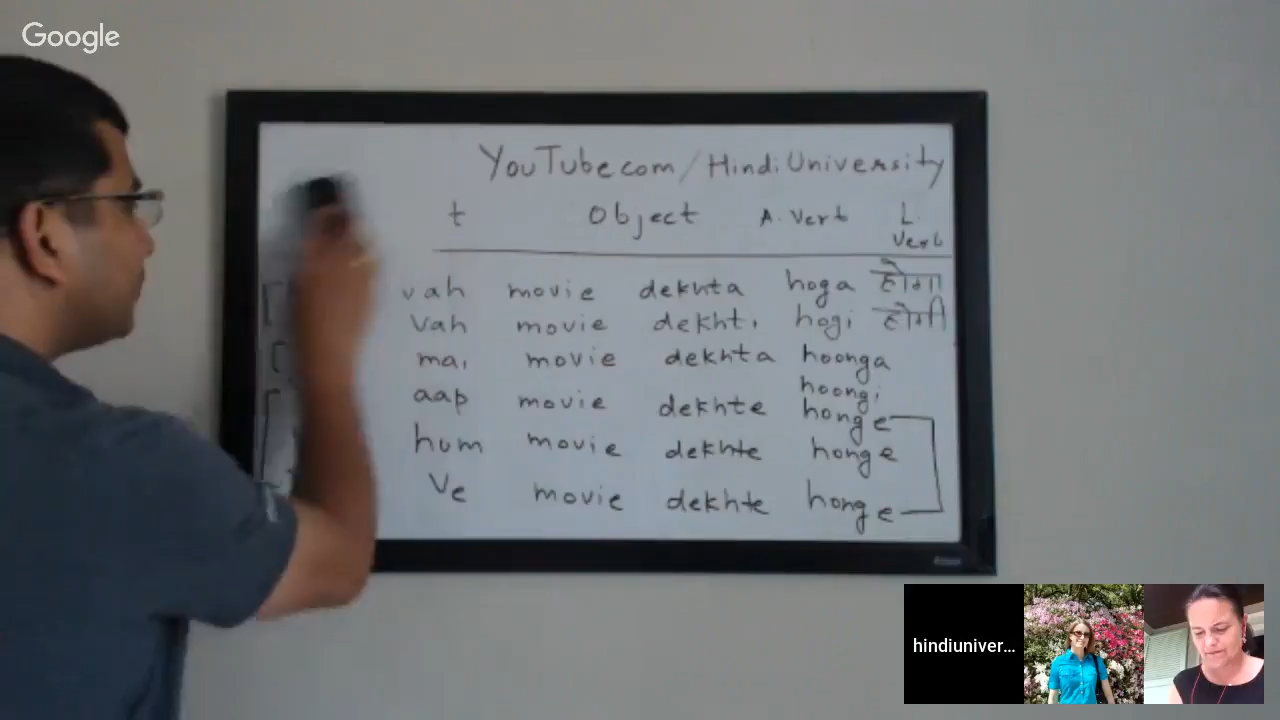 Google
YouTube.com/HindiUniversity
t Object A. Verb L. Verb
vah movie dekhta hoga होगा
vah movie dekhti hogi होगी
mai movie dekhta hoonga
hoongi
aap movie dekhte honge
hum movie dekhte honge
ve movie dekhte honge
hindiuniver...